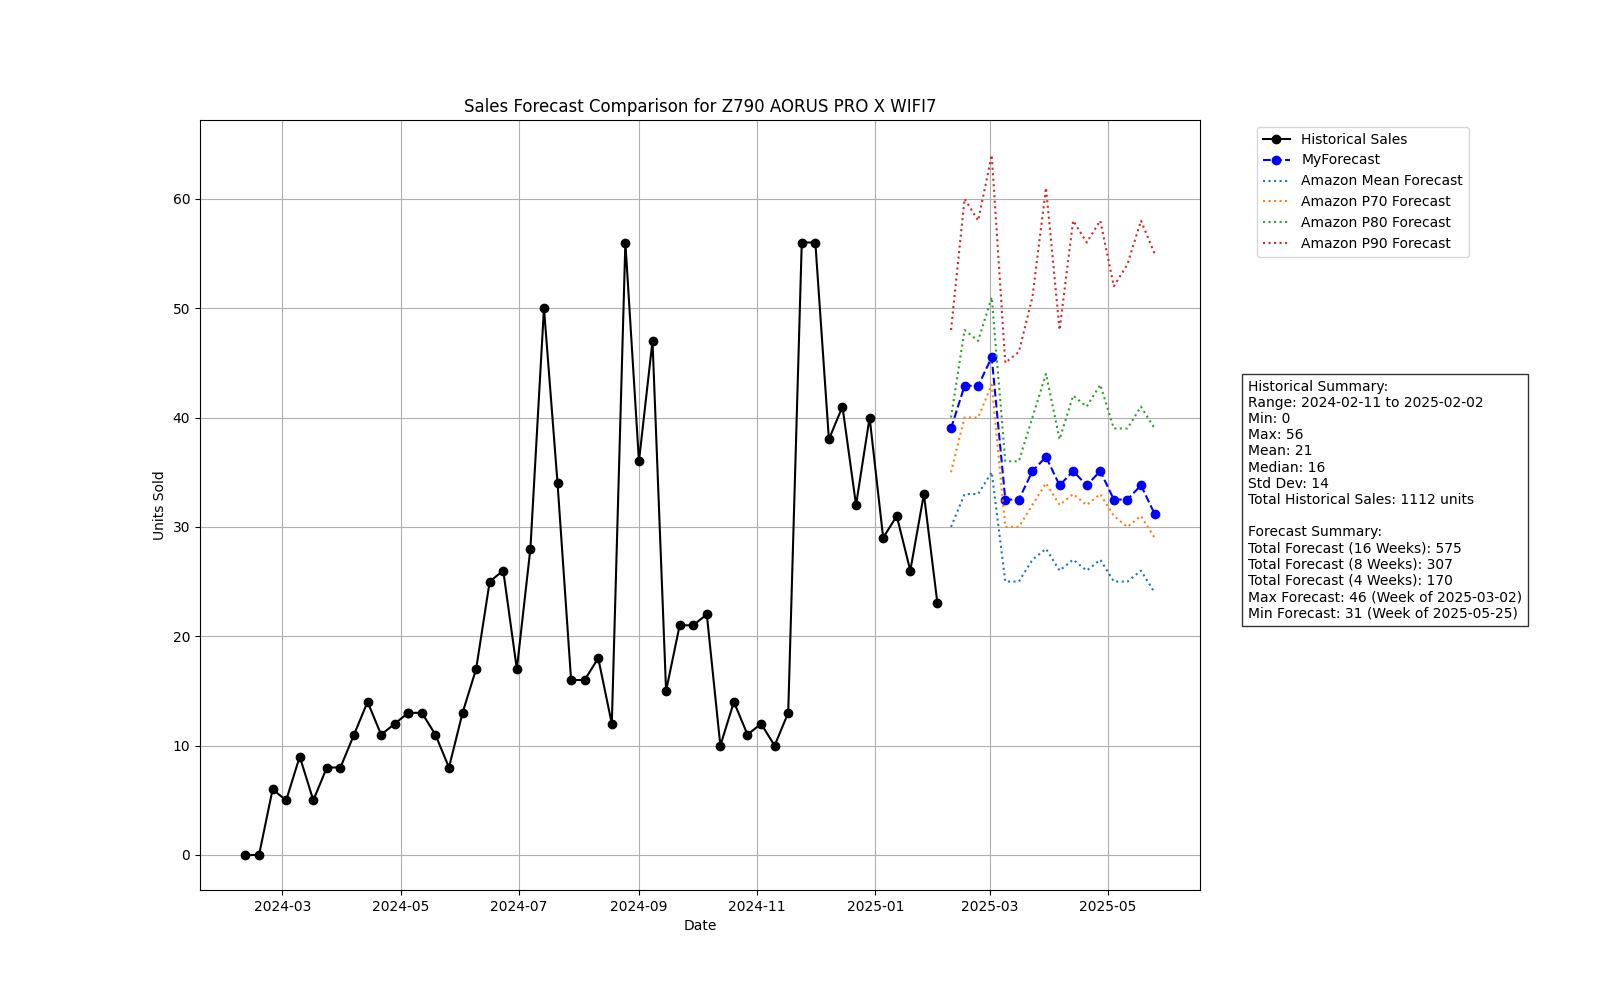 Sales Forecast Comparison for Z790 AORUS PRO X WIFI7
Historical Sales
MyForecast
Amazon Mean Forecast
Amazon P70 Forecast
Amazon P80 Forecast
Amazon P90 Forecast
60
50
40
30
20
10
0
Units Sold
2024-03
2024-05
2024-07
2024-09
2024-11
2025-01
2025-03
2025-05
Date
Historical Summary:
Range: 2024-02-11 to 2025-02-02
Min: 0
Max: 56
Mean: 21
Median: 16
Std Dev: 14
Total Historical Sales: 1112 units
Forecast Summary:
Total Forecast (16 Weeks): 575
Total Forecast (8 Weeks): 307
Total Forecast (4 Weeks): 170
Max Forecast: 46 (Week of 2025-03-02)
Min Forecast: 31 (Week of 2025-05-25)